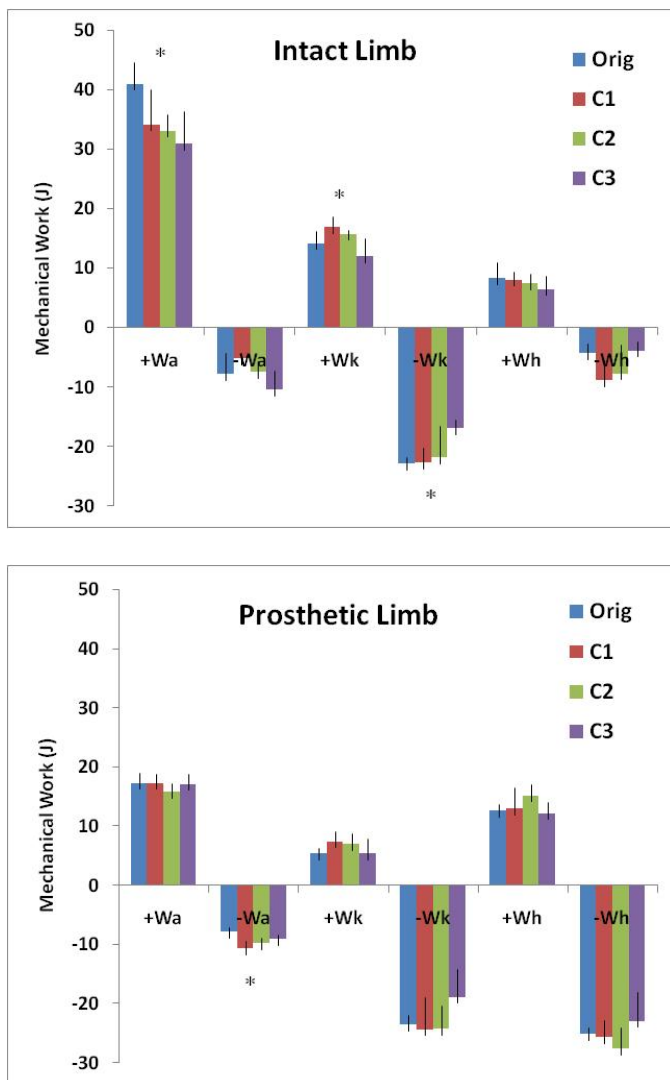 Intact Limb
*
*
*
Orig
C1
C2
C3
Mechanical Work (J)
50
40
30
20
10
0
-10
-20
-30
+Wa
-Wa
+Wk
-Wk
+Wh
-Wh
Prosthetic Limb
*
Orig
C1
C2
C3
Mechanical Work (J)
50
40
30
20
10
0
-10
-20
-30
+Wa
-Wa
+Wk
-Wk
+Wh
-Wh